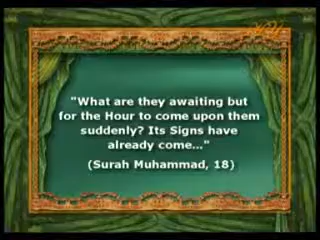 "What are they awaiting but
for the Hour to come upon them
suddenly? Its Signs have
already come..."
(Surah Muhammad, 18)